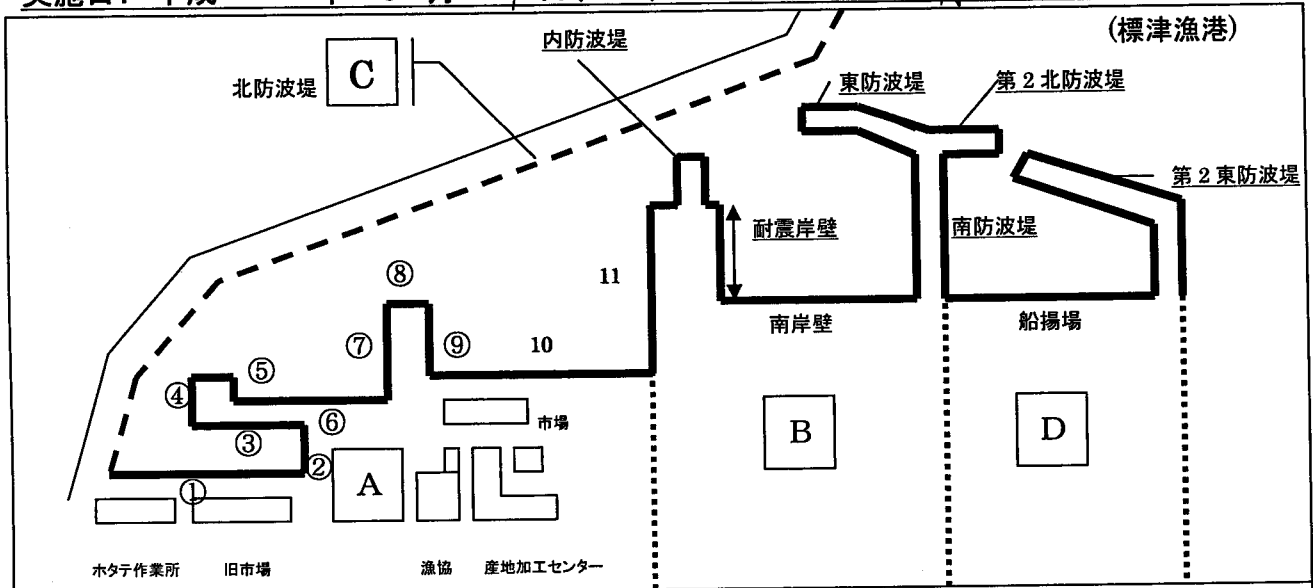 (標津漁港)
内防波堤
北防波堤
C
東防波堤
第2北防波堤
第2東防波堤
耐震岸壁
南防波堤
11
⑧
南岸壁
船揚場
⑦
⑨
10
⑤
④
⑥
市場
③
②
A
B
D
①
ホタテ作業所
旧市場
漁協
産地加工センター